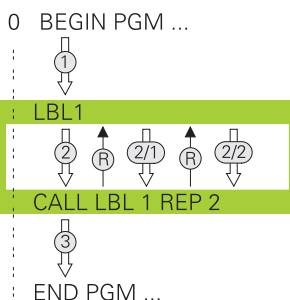 0 BEGIN PGM ...
1
LBL1
2 R 2/1 R 2/2
CALL LBL 1 REP 2
3
END PGM ...